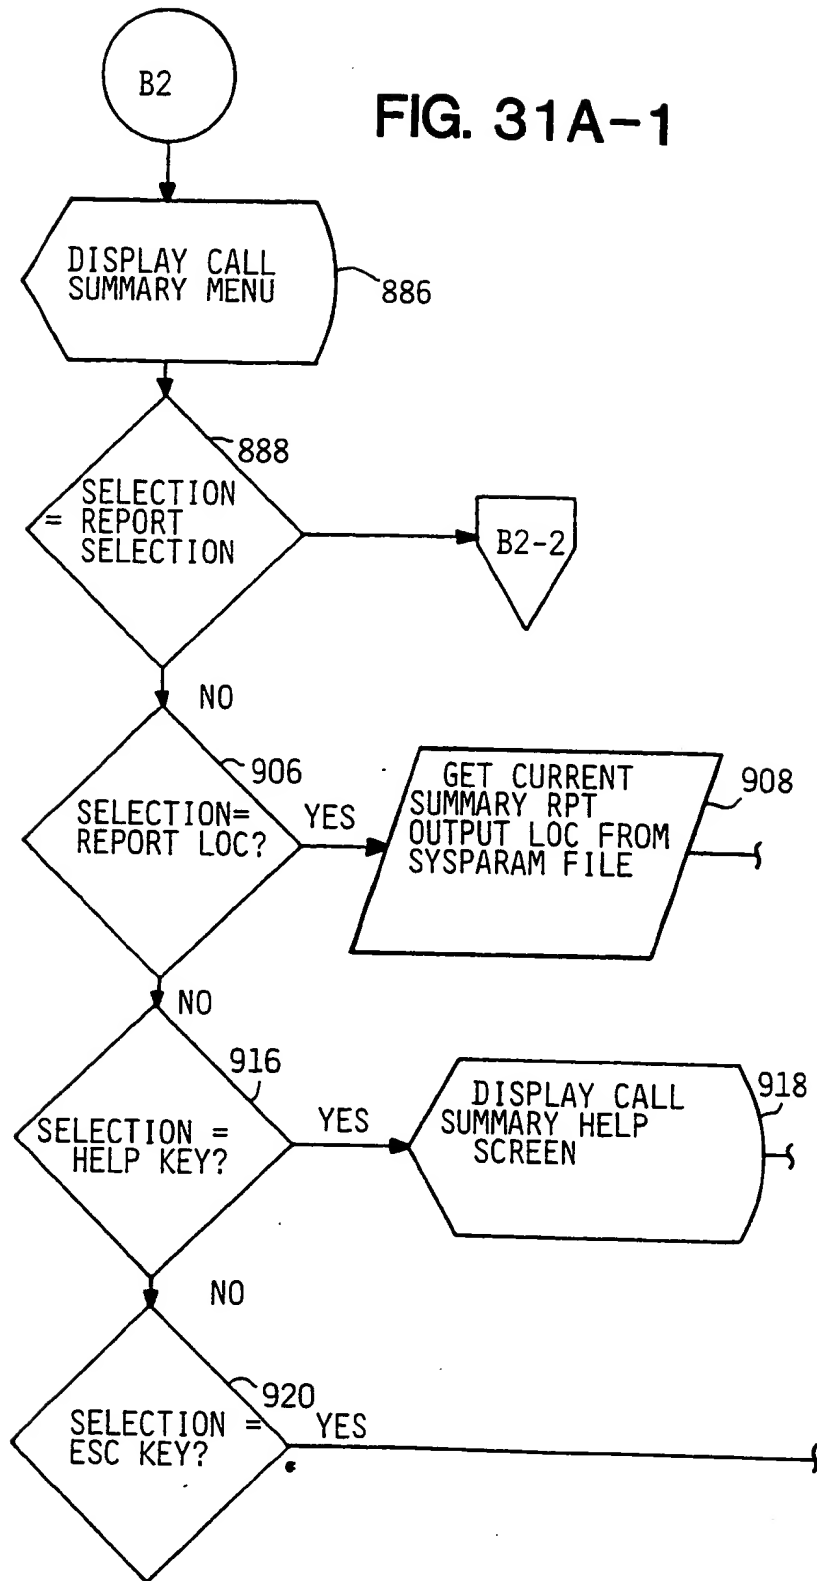 B2
FIG. 31A-1
DISPLAY CALL
SUMMARY MENU
886
888
SELECTION
= REPORT
SELECTION
B2-2
NO
906
SELECTION=
REPORT LOC?
YES
GET CURRENT
SUMMARY RPT
OUTPUT LOC FROM
SYSPARAM FILE
908
NO
916
SELECTION =
HELP KEY?
YES
DISPLAY CALL
SUMMARY HELP
SCREEN
918
NO
920
SELECTION =
ESC KEY?
YES